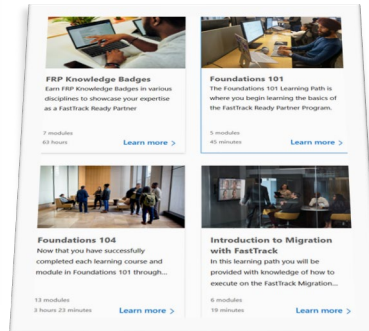 FRP Knowledge Badges
Earn FRP Knowledge Badges in various
disciplines to showcase your expertise
as a FastTrack Ready Partner
7 modules
63 hours
Learn more >
Foundations 101
The Foundations 101 Learning Path is
where you begin learning the basics of
the FastTrack Ready Partner Program.
5 modules
45 minutes
Learn more >
Foundations 104
Now that you have successfully
completed each learning course and
module in Foundations 101 through...
13 modules
3 hours 23 minutes
Learn more >
Introduction to Migration
with FastTrack
In this learning path you will be
provided with knowledge of how to
execute on the FastTrack Migration...
6 modules
19 minutes
Learn more >